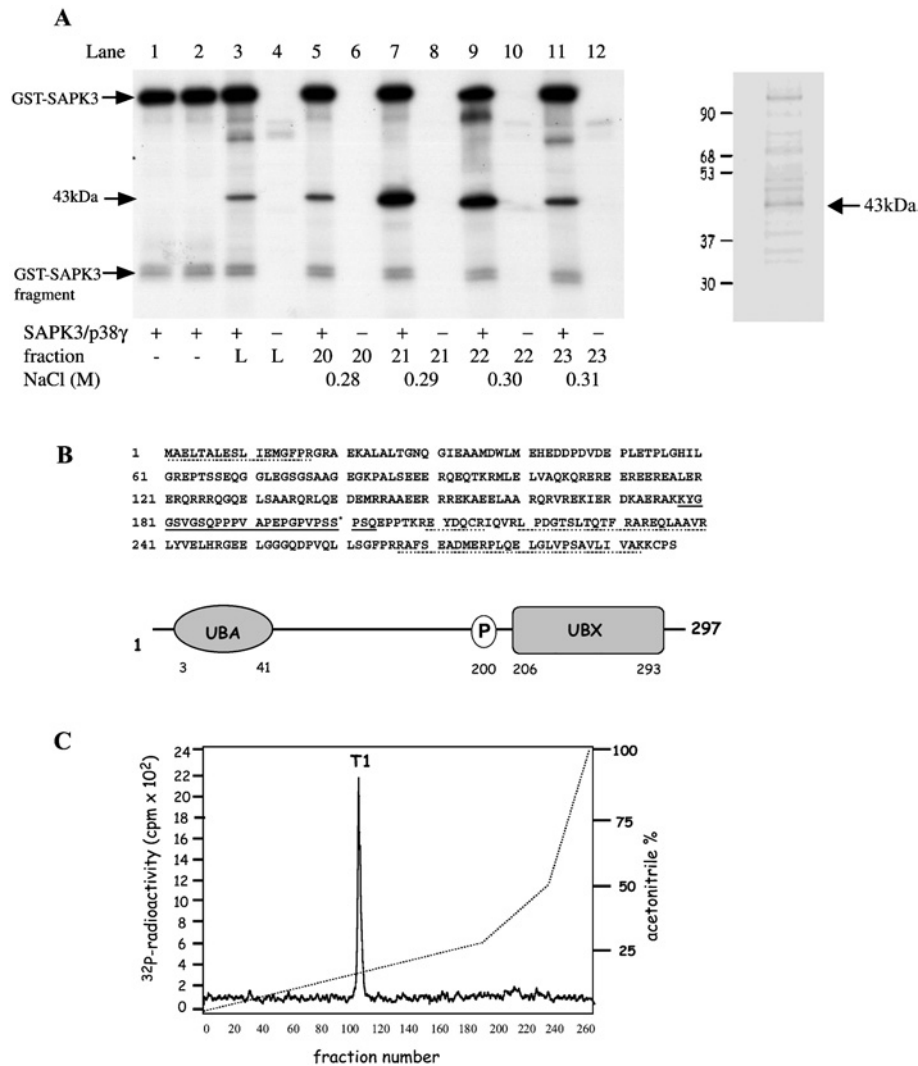 A
Lane 1 2 3 4 5 6 7 8 9 10 11 12
GST-SAPK3
43kDa
GST-SAPK3
fragment
SAPK3/p38γ + + + - + - + - + - + -
fraction - - L L 20 20 21 21 22 22 23 23
NaCl (M) 0.28 0.29 0.30 0.31
90
68
53
37
30
43kDa
B
1 MAELTALESL IEMGFPRGRA EKALALTGNQ GIEAAMDWLM EHEDDPDVDE PLETPLGHIL
61 GREPTSSEQG GLEGSGSAAG EGKPALSEEE RQEQTKRMLE LVAQKQRERE EREEREALER
121 ERQRRRQGQE LSAARQRLQE DEMRRAAEER RREKAEELAA RQRVREKIER DKAERAKKYG
181 GSVGSQPPPV APEPGPVPSS* PSQEPPTKRE YDQCRIQVRL PDGTSLTQTF RAREQLAAVR
241 LYVELHRGEE LGGGQDPVQL LSGFPRRAFS EADMERPLQE LGLVPSAVLI VAKKCPS
UBA
P
UBX
1
297
3 41 200 206 293
C
T1
32P-radioactivity (cpm x 10²)
24
22
20
18
16
14
12
10
8
6
4
2
0
100
75
50
25
acetonitrile %
0 20 40 60 80 100 120 140 160 180 200 220 240 260
fraction number